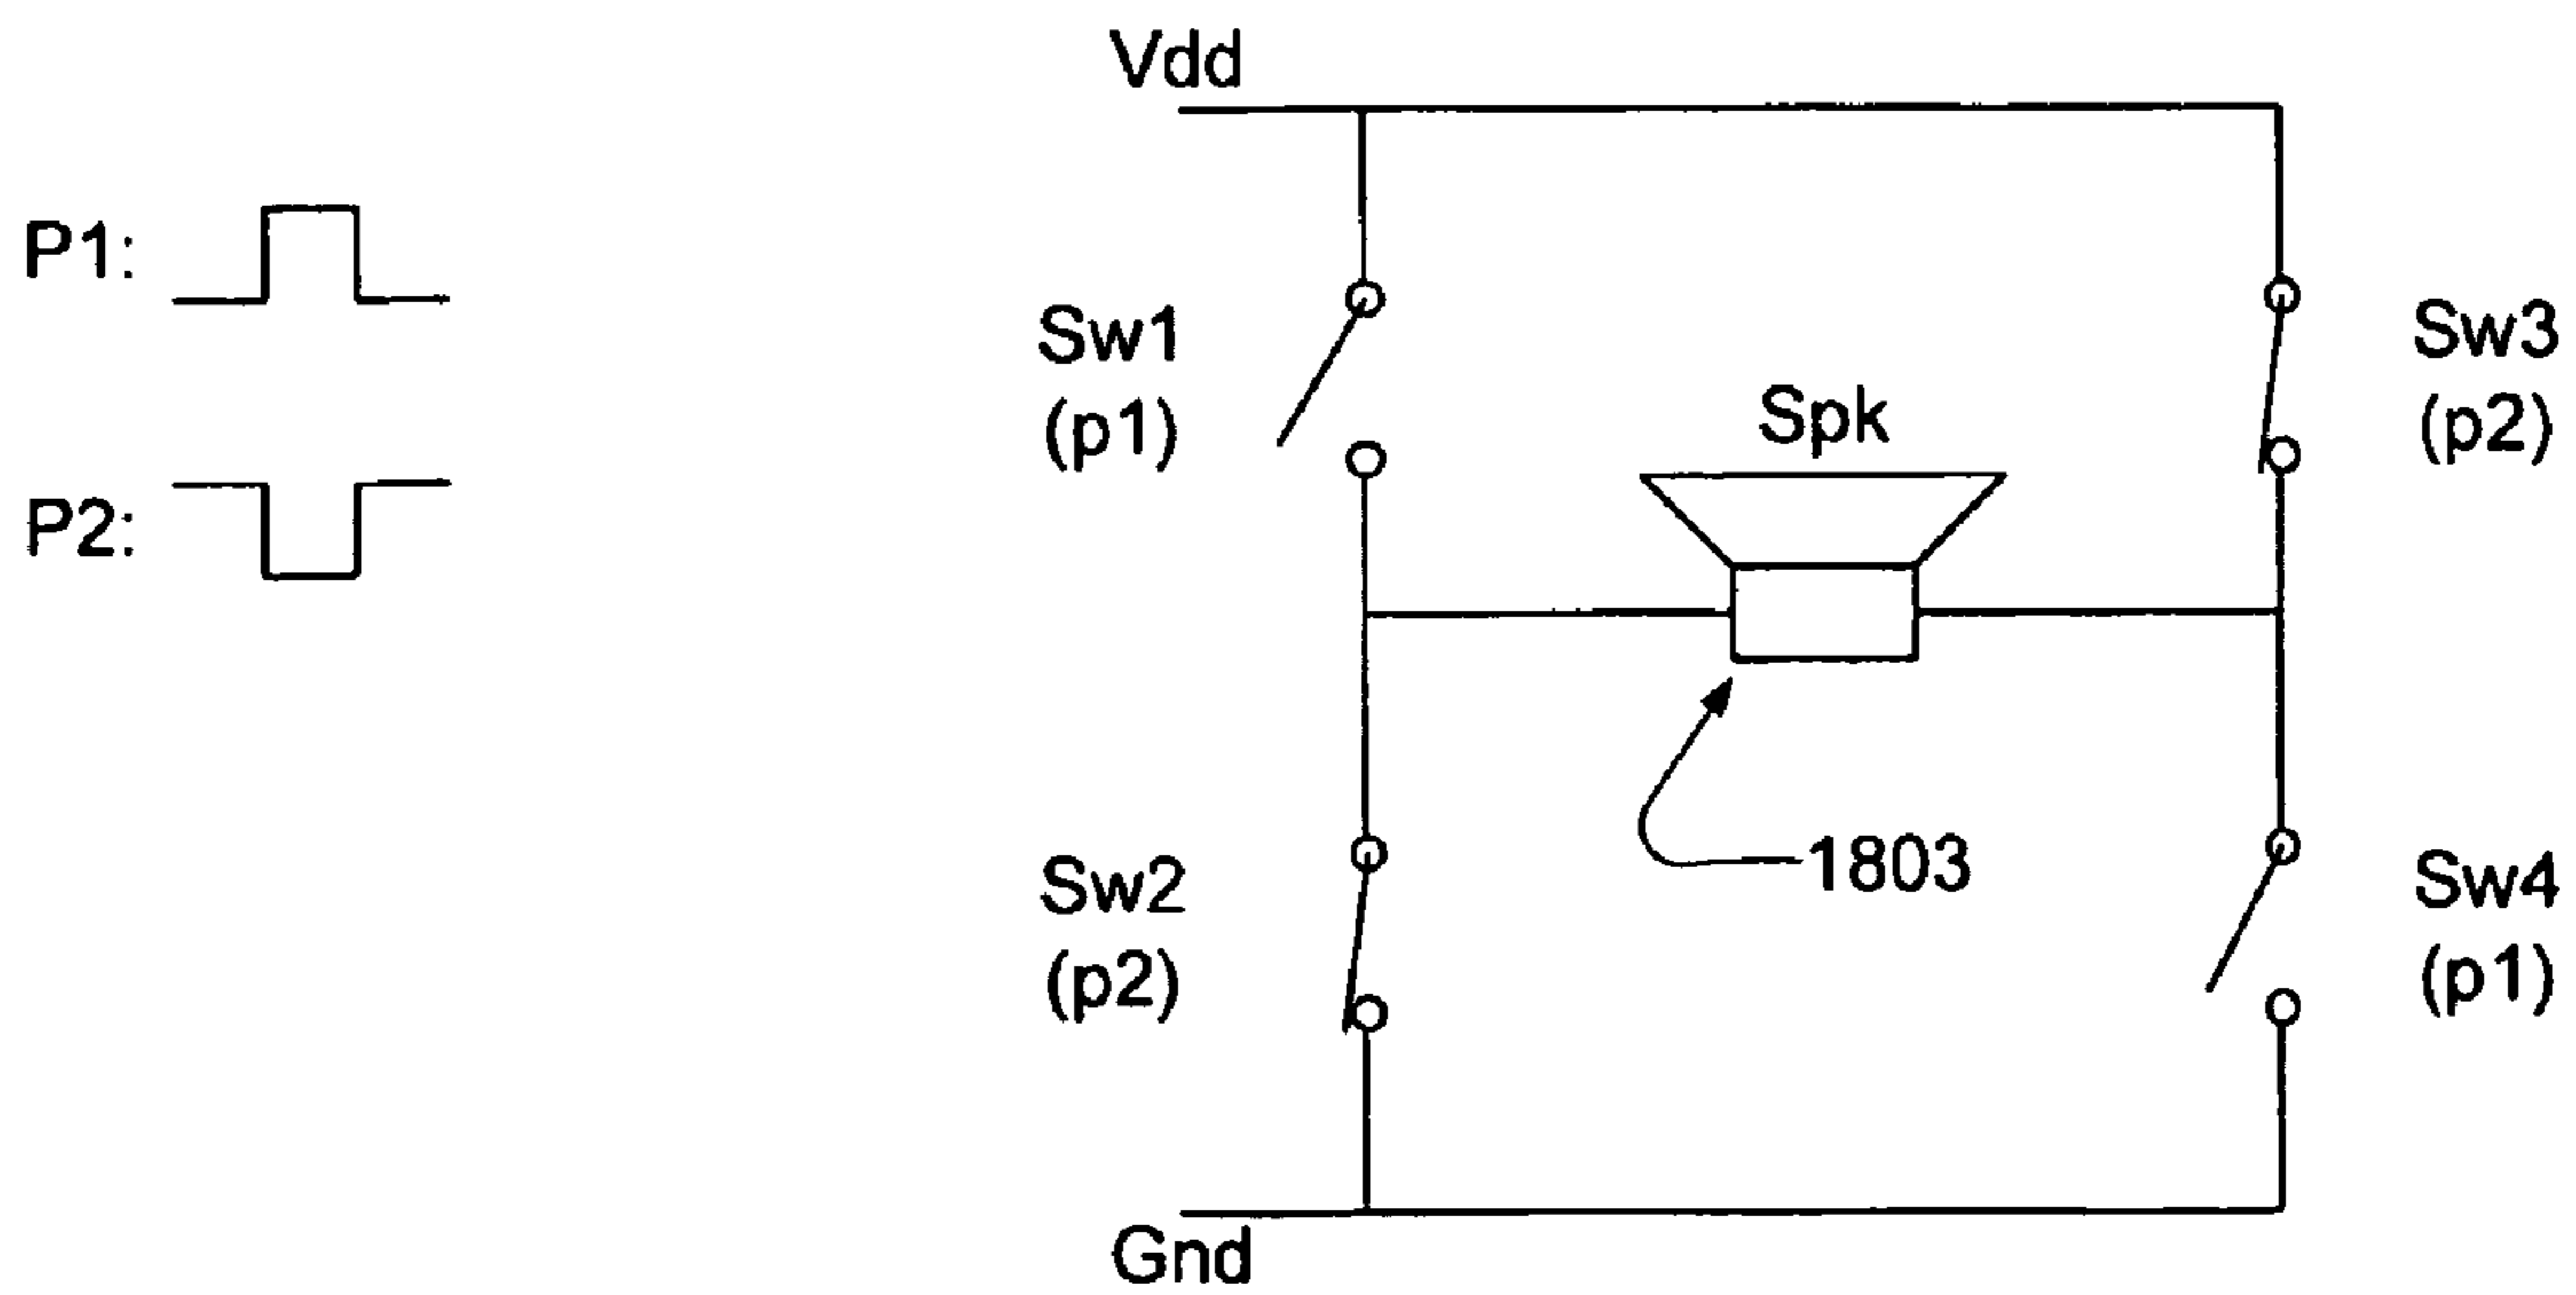 Vdd
P1:
Sw1
(p1)
Sw3
(p2)
Spk
P2:
1803
Sw2
(p2)
Sw4
(p1)
Gnd